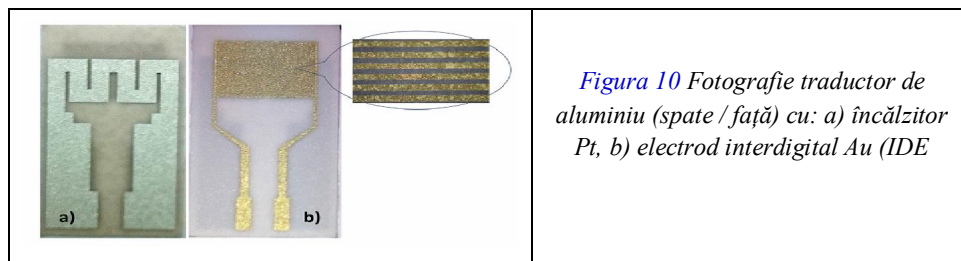 a)
b)
Figura 10 Fotografie traductor de
aluminiu (spate / față) cu: a) încălzitor
Pt, b) electrod interdigital Au (IDE